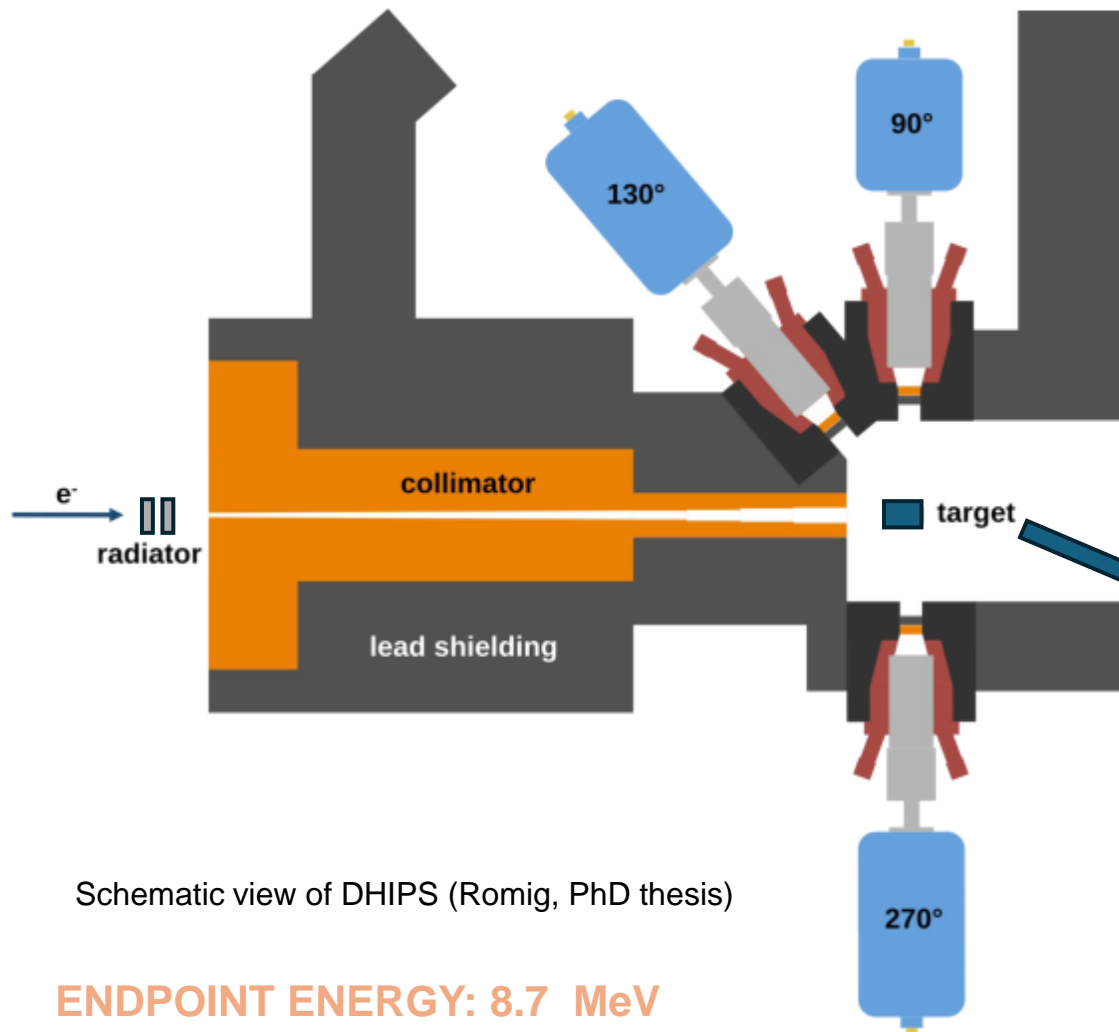 90°
130°
collimator
e-
target
radiator
lead shielding
270°
Schematic view of DHIPS (Romig, PhD thesis)
ENDPOINT ENERGY: 8.7 MeV